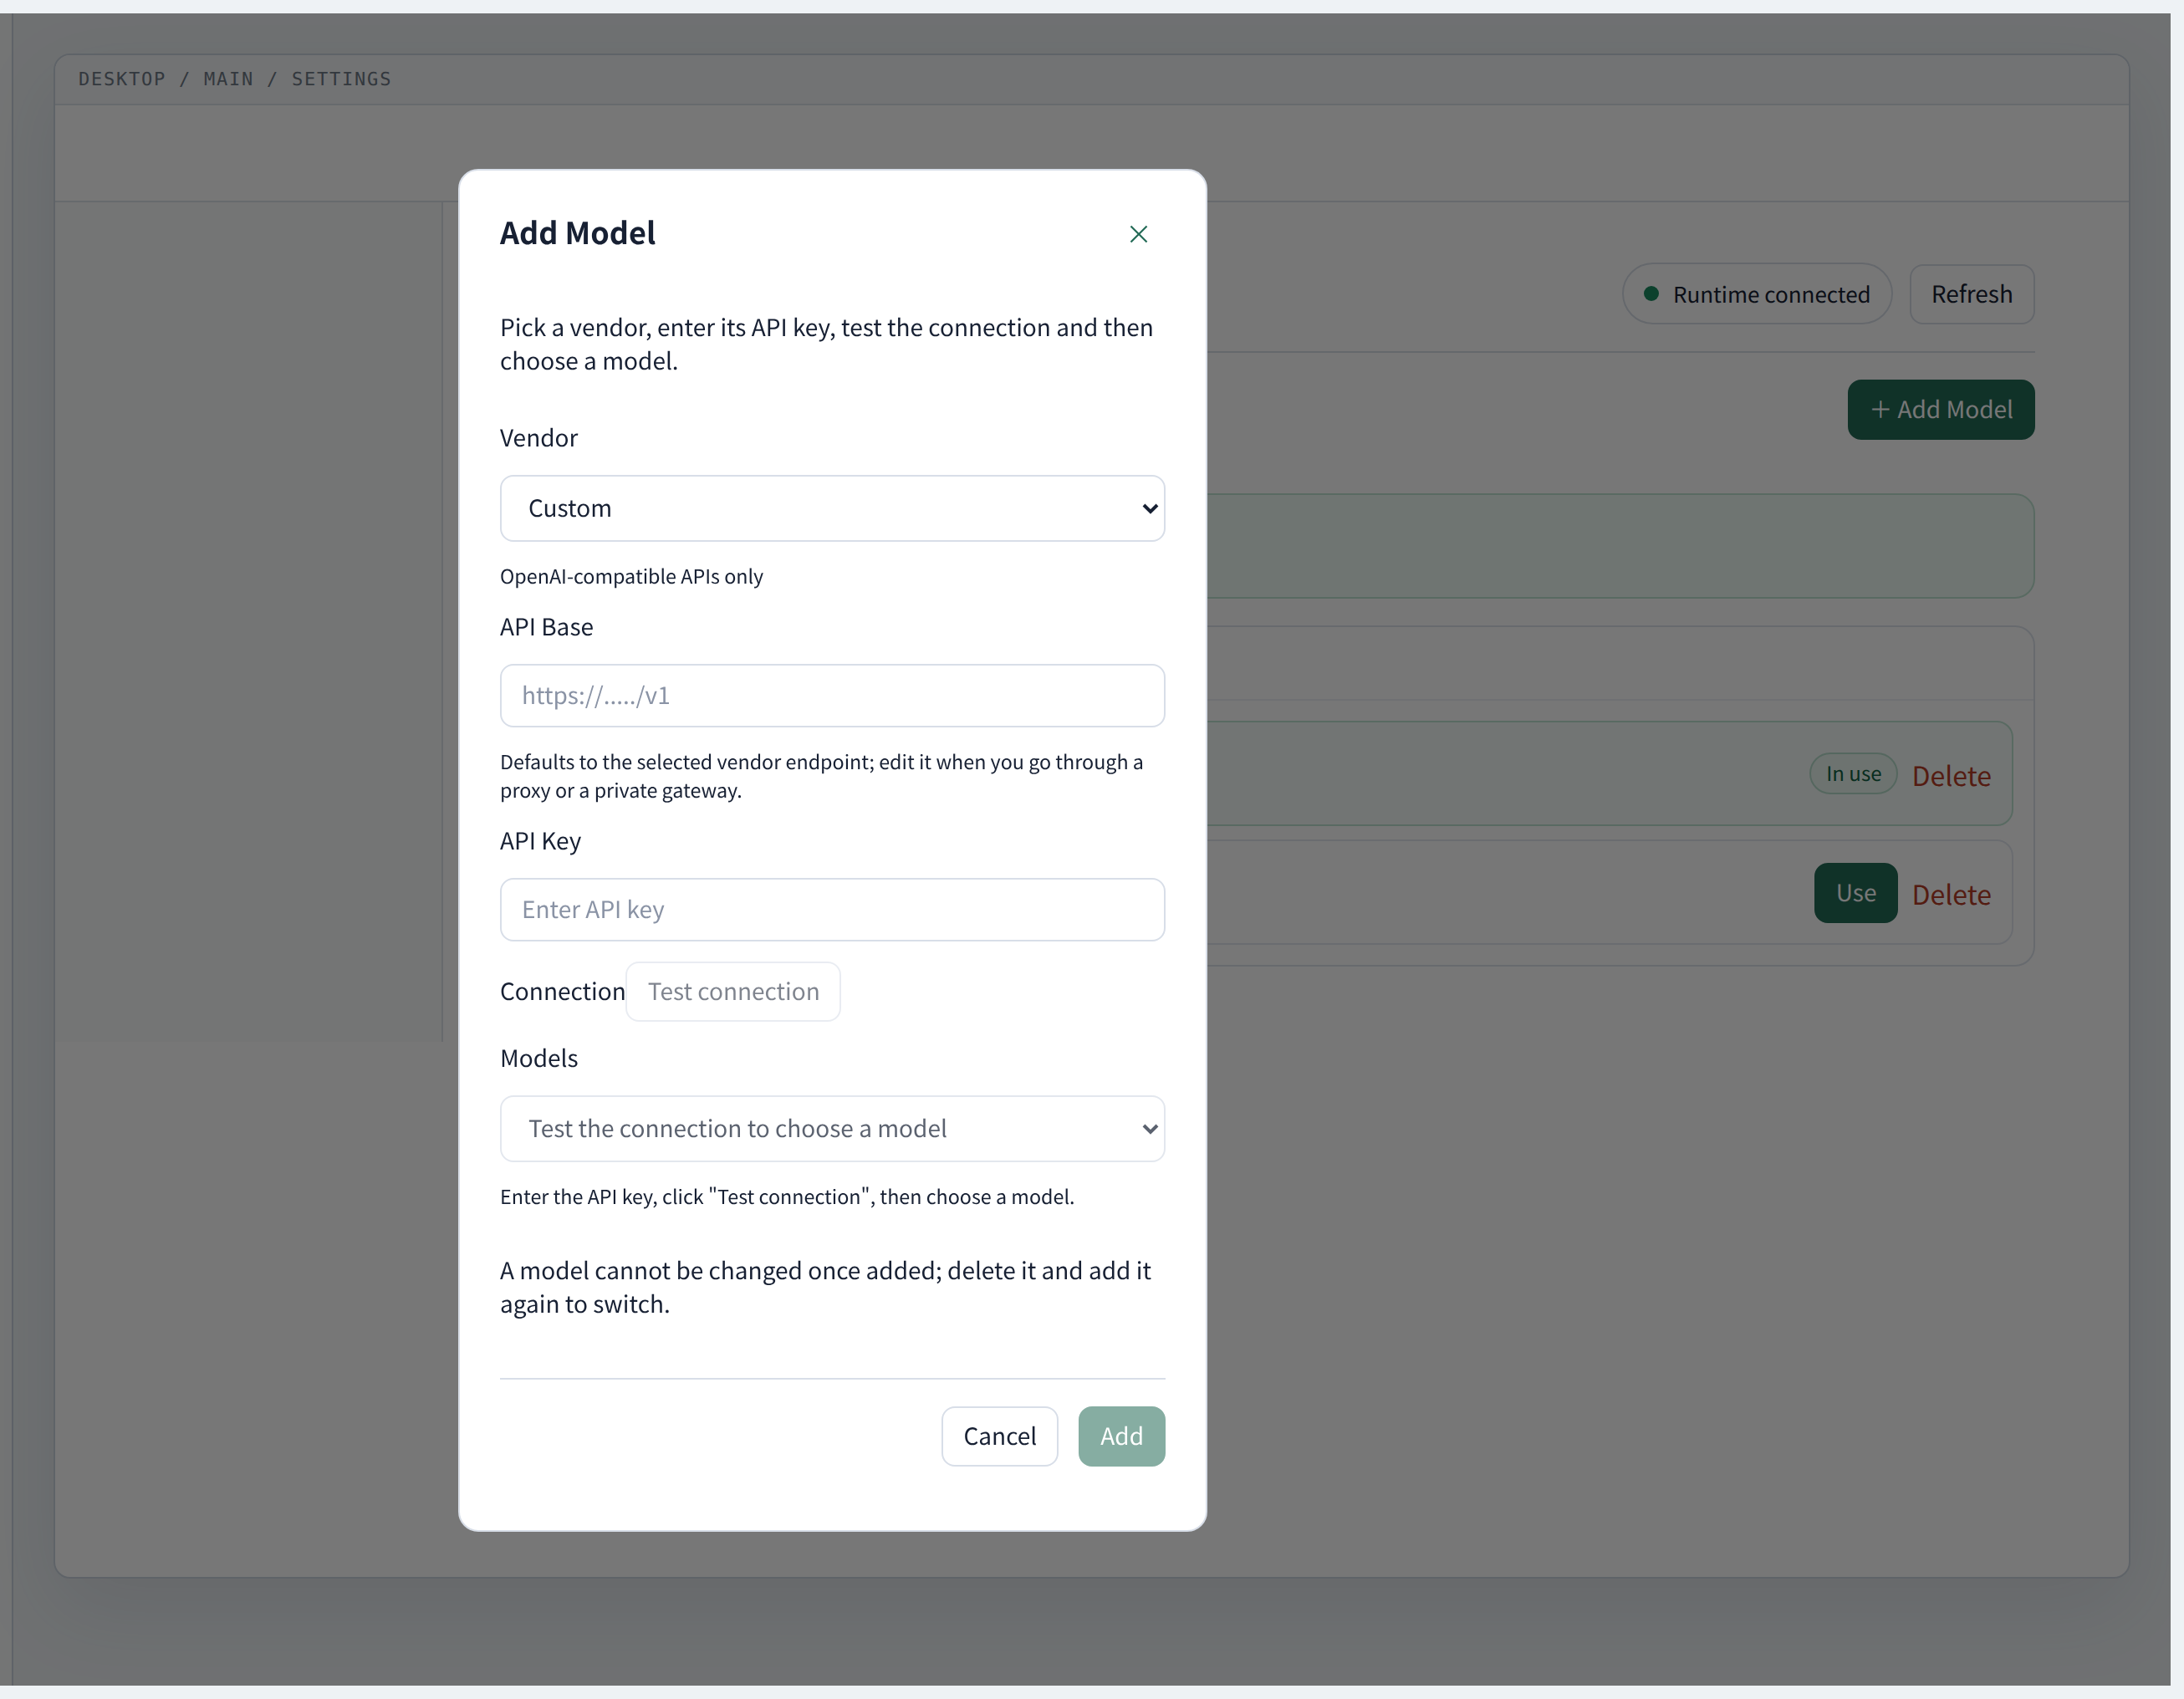 DESKTOP / MAIN / SETTINGS
Runtime connected
Refresh
+ Add Model
In use
Delete
Use
Delete
Add Model
Pick a vendor, enter its API key, test the connection and then
choose a model.
Vendor
Custom
OpenAI-compatible APIs only
API Base
https://...../v1
Defaults to the selected vendor endpoint; edit it when you go through a
proxy or a private gateway.
API Key
Enter API key
Connection
Test connection
Models
Test the connection to choose a model
Enter the API key, click "Test connection", then choose a model.
A model cannot be changed once added; delete it and add it
again to switch.
Cancel
Add